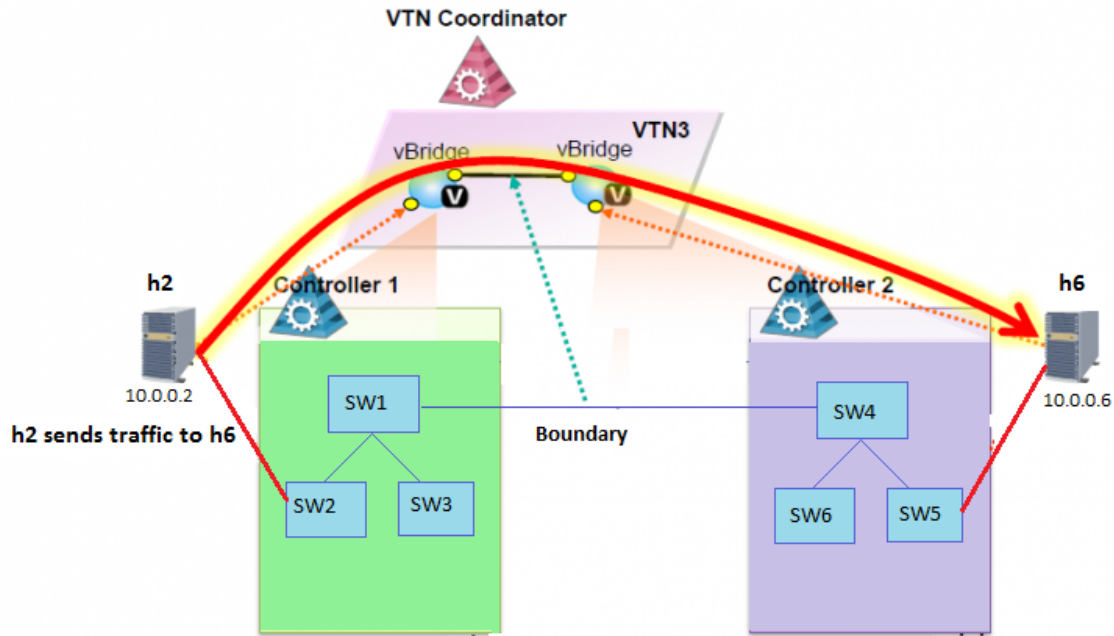 VTN Coordinator
VTN3
vBridge
vBridge
V
V
Controller 1
Controller 2
h2
h6
10.0.0.2
10.0.0.6
h2 sends traffic to h6
SW1
SW4
Boundary
SW2
SW3
SW6
SW5